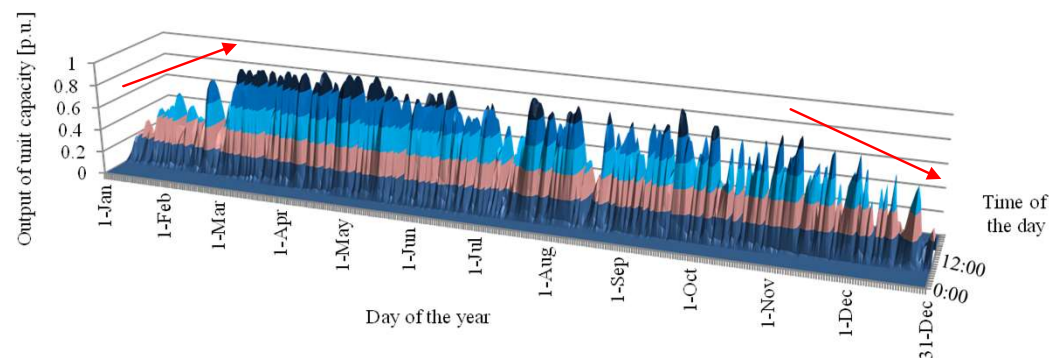 Output of unit capacity [p.u.]
1
0.8
0.6
0.4
0.2
0
1-Jan
1-Feb
1-Mar
1-Apr
1-May
1-Jun
1-Jul
1-Aug
1-Sep
1-Oct
1-Nov
1-Dec
31-Dec
Day of the year
Time of
the day
12:00
0:00